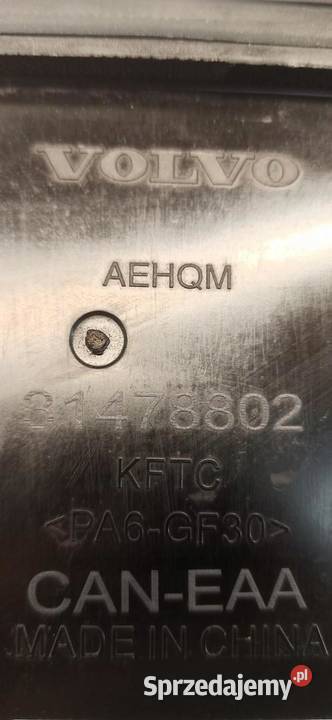 VOLVO
AEHQM
31478802
KFTC
<PA6-GF30>
CAN-EAA
MADE IN CHINA
Sprzedajemy.pl